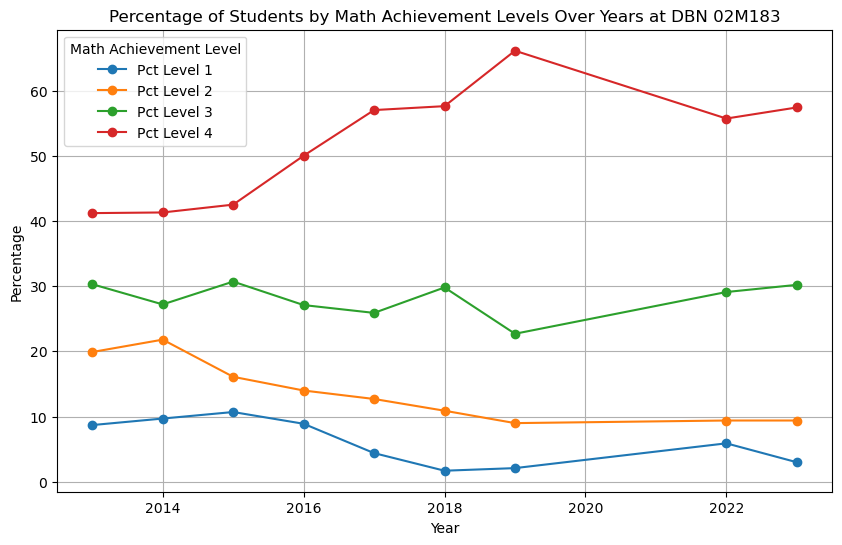 Percentage of Students by Math Achievement Levels Over Years at DBN 02M183
Math Achievement Level
Pct Level 1
Pct Level 2
Pct Level 3
Pct Level 4
Percentage
60
50
40
30
20
10
0
2014
2016
2018
2020
2022
Year